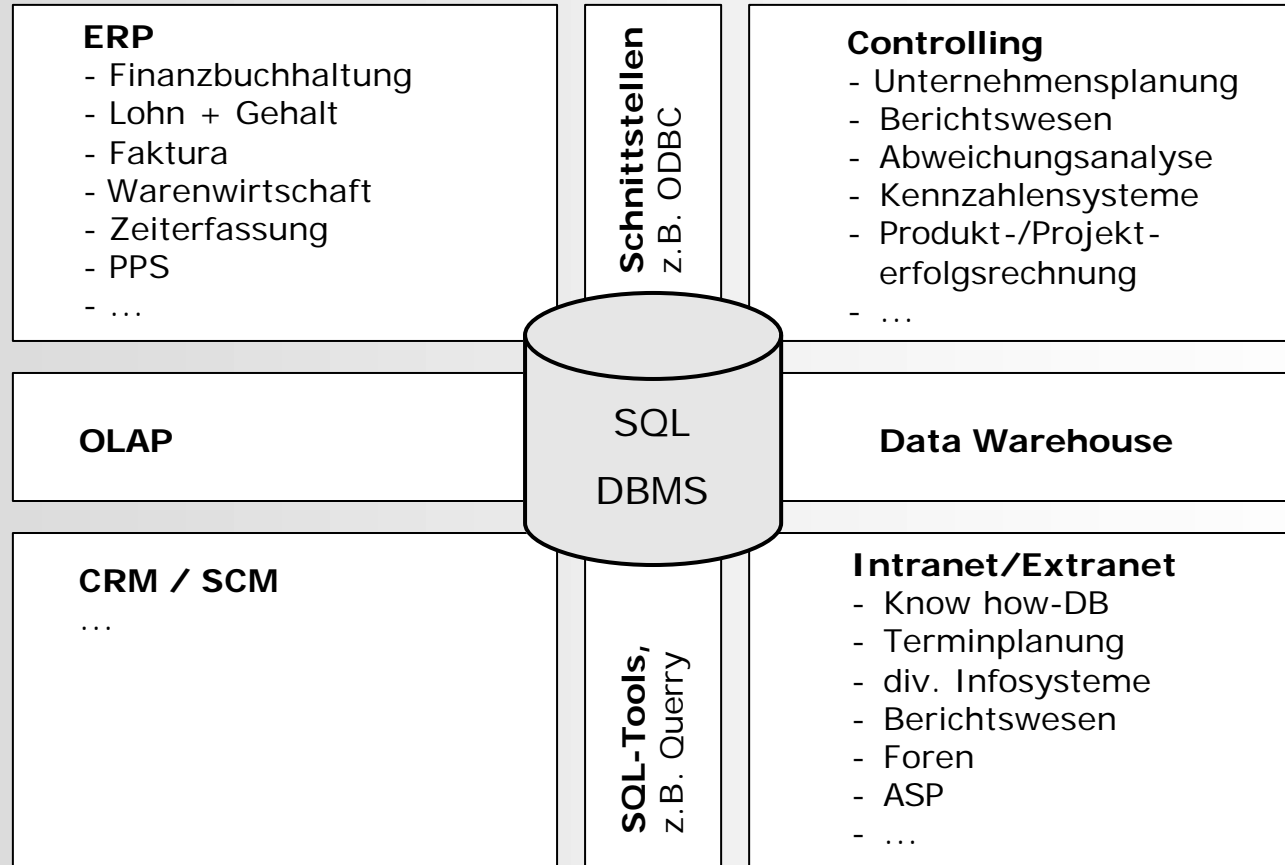 ERP
- Finanzbuchhaltung
- Lohn + Gehalt
- Faktura
- Warenwirtschaft
- Zeiterfassung
- PPS
- ...
Schnittstellen
z.B. ODBC
Controlling
- Unternehmensplanung
- Berichtswesen
- Abweichungsanalyse
- Kennzahlensysteme
- Produkt-/Projekt-
erfolgsrechnung
- ...
OLAP
SQL
DBMS
Data Warehouse
CRM / SCM
...
SQL-Tools,
z.B. Querry
Intranet/Extranet
- Know how-DB
- Terminplanung
- div. Infosysteme
- Berichtswesen
- Foren
- ASP
- ...